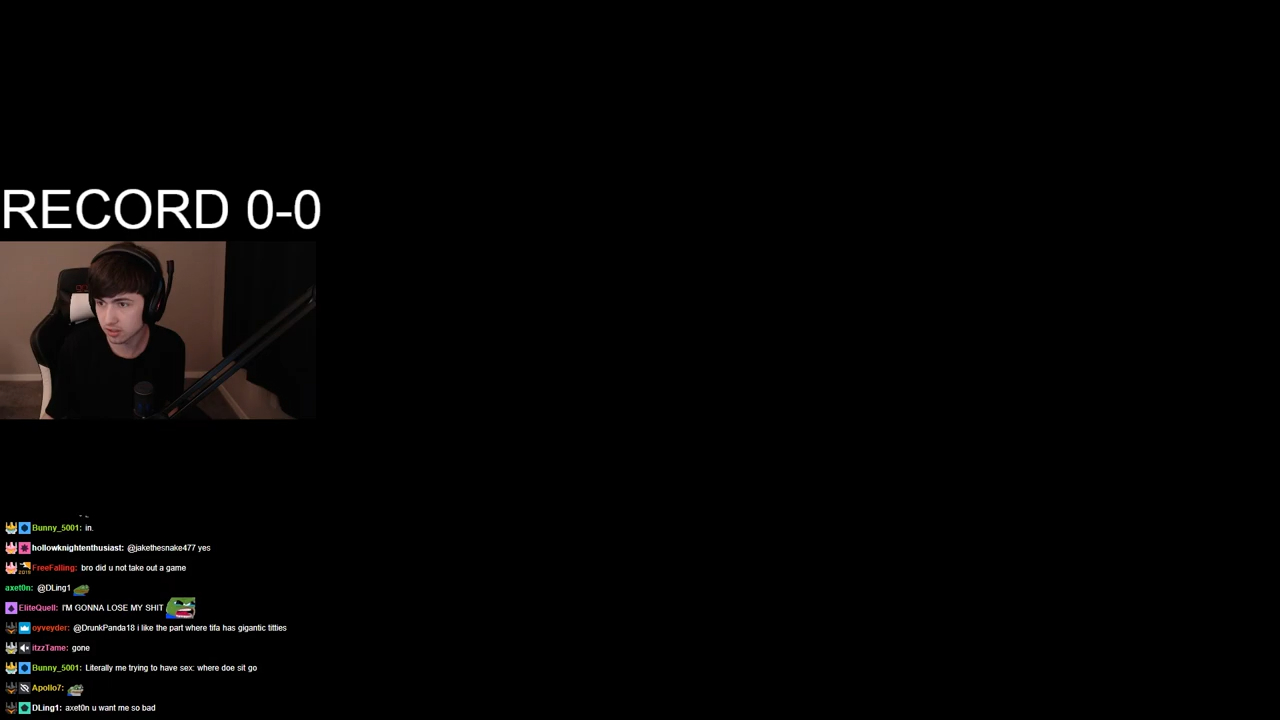 RECORD 0-0
Bunny_5001: in.
hollowknightenthusiast: @jakethesnake477 yes
FreeFalling: bro did u not take out a game
axet0n: @DLing1
EliteQuell: I'M GONNA LOSE MY SHIT
oyveyder: @DrunkPanda18 i like the part where tifa has gigantic titties
itzzTame: gone
Bunny_5001: Literally me trying to have sex: where doe sit go
Apollo7:
DLing1: axet0n u want me so bad